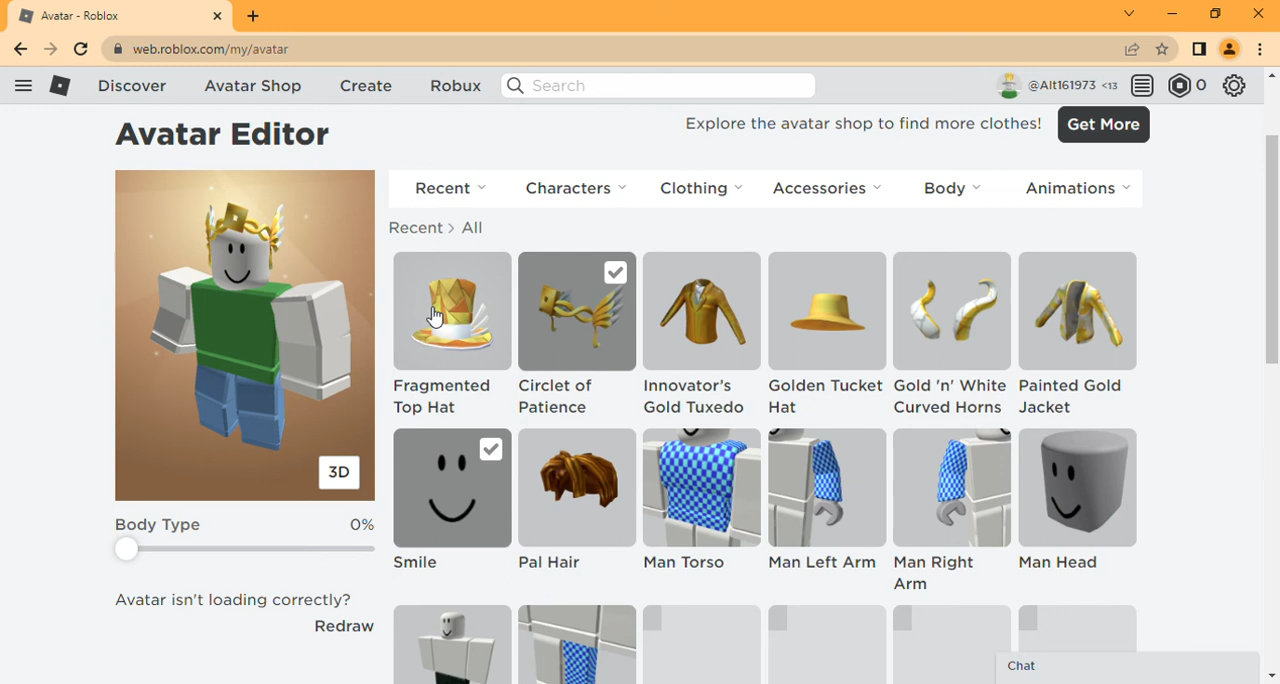 Avatar - Roblox
web.roblox.com/my/avatar
Discover Avatar Shop Create Robux Search @Alt161973 <13 0
Avatar Editor
Explore the avatar shop to find more clothes! Get More
Recent Characters Clothing Accessories Body Animations
Recent > All
3D
Body Type 0%
Avatar isn't loading correctly?
Redraw
Fragmented Top Hat
Circlet of Patience
Innovator's Gold Tuxedo
Golden Tucket Hat
Gold 'n' White Curved Horns
Painted Gold Jacket
Smile
Pal Hair
Man Torso
Man Left Arm
Man Right Arm
Man Head
Chat